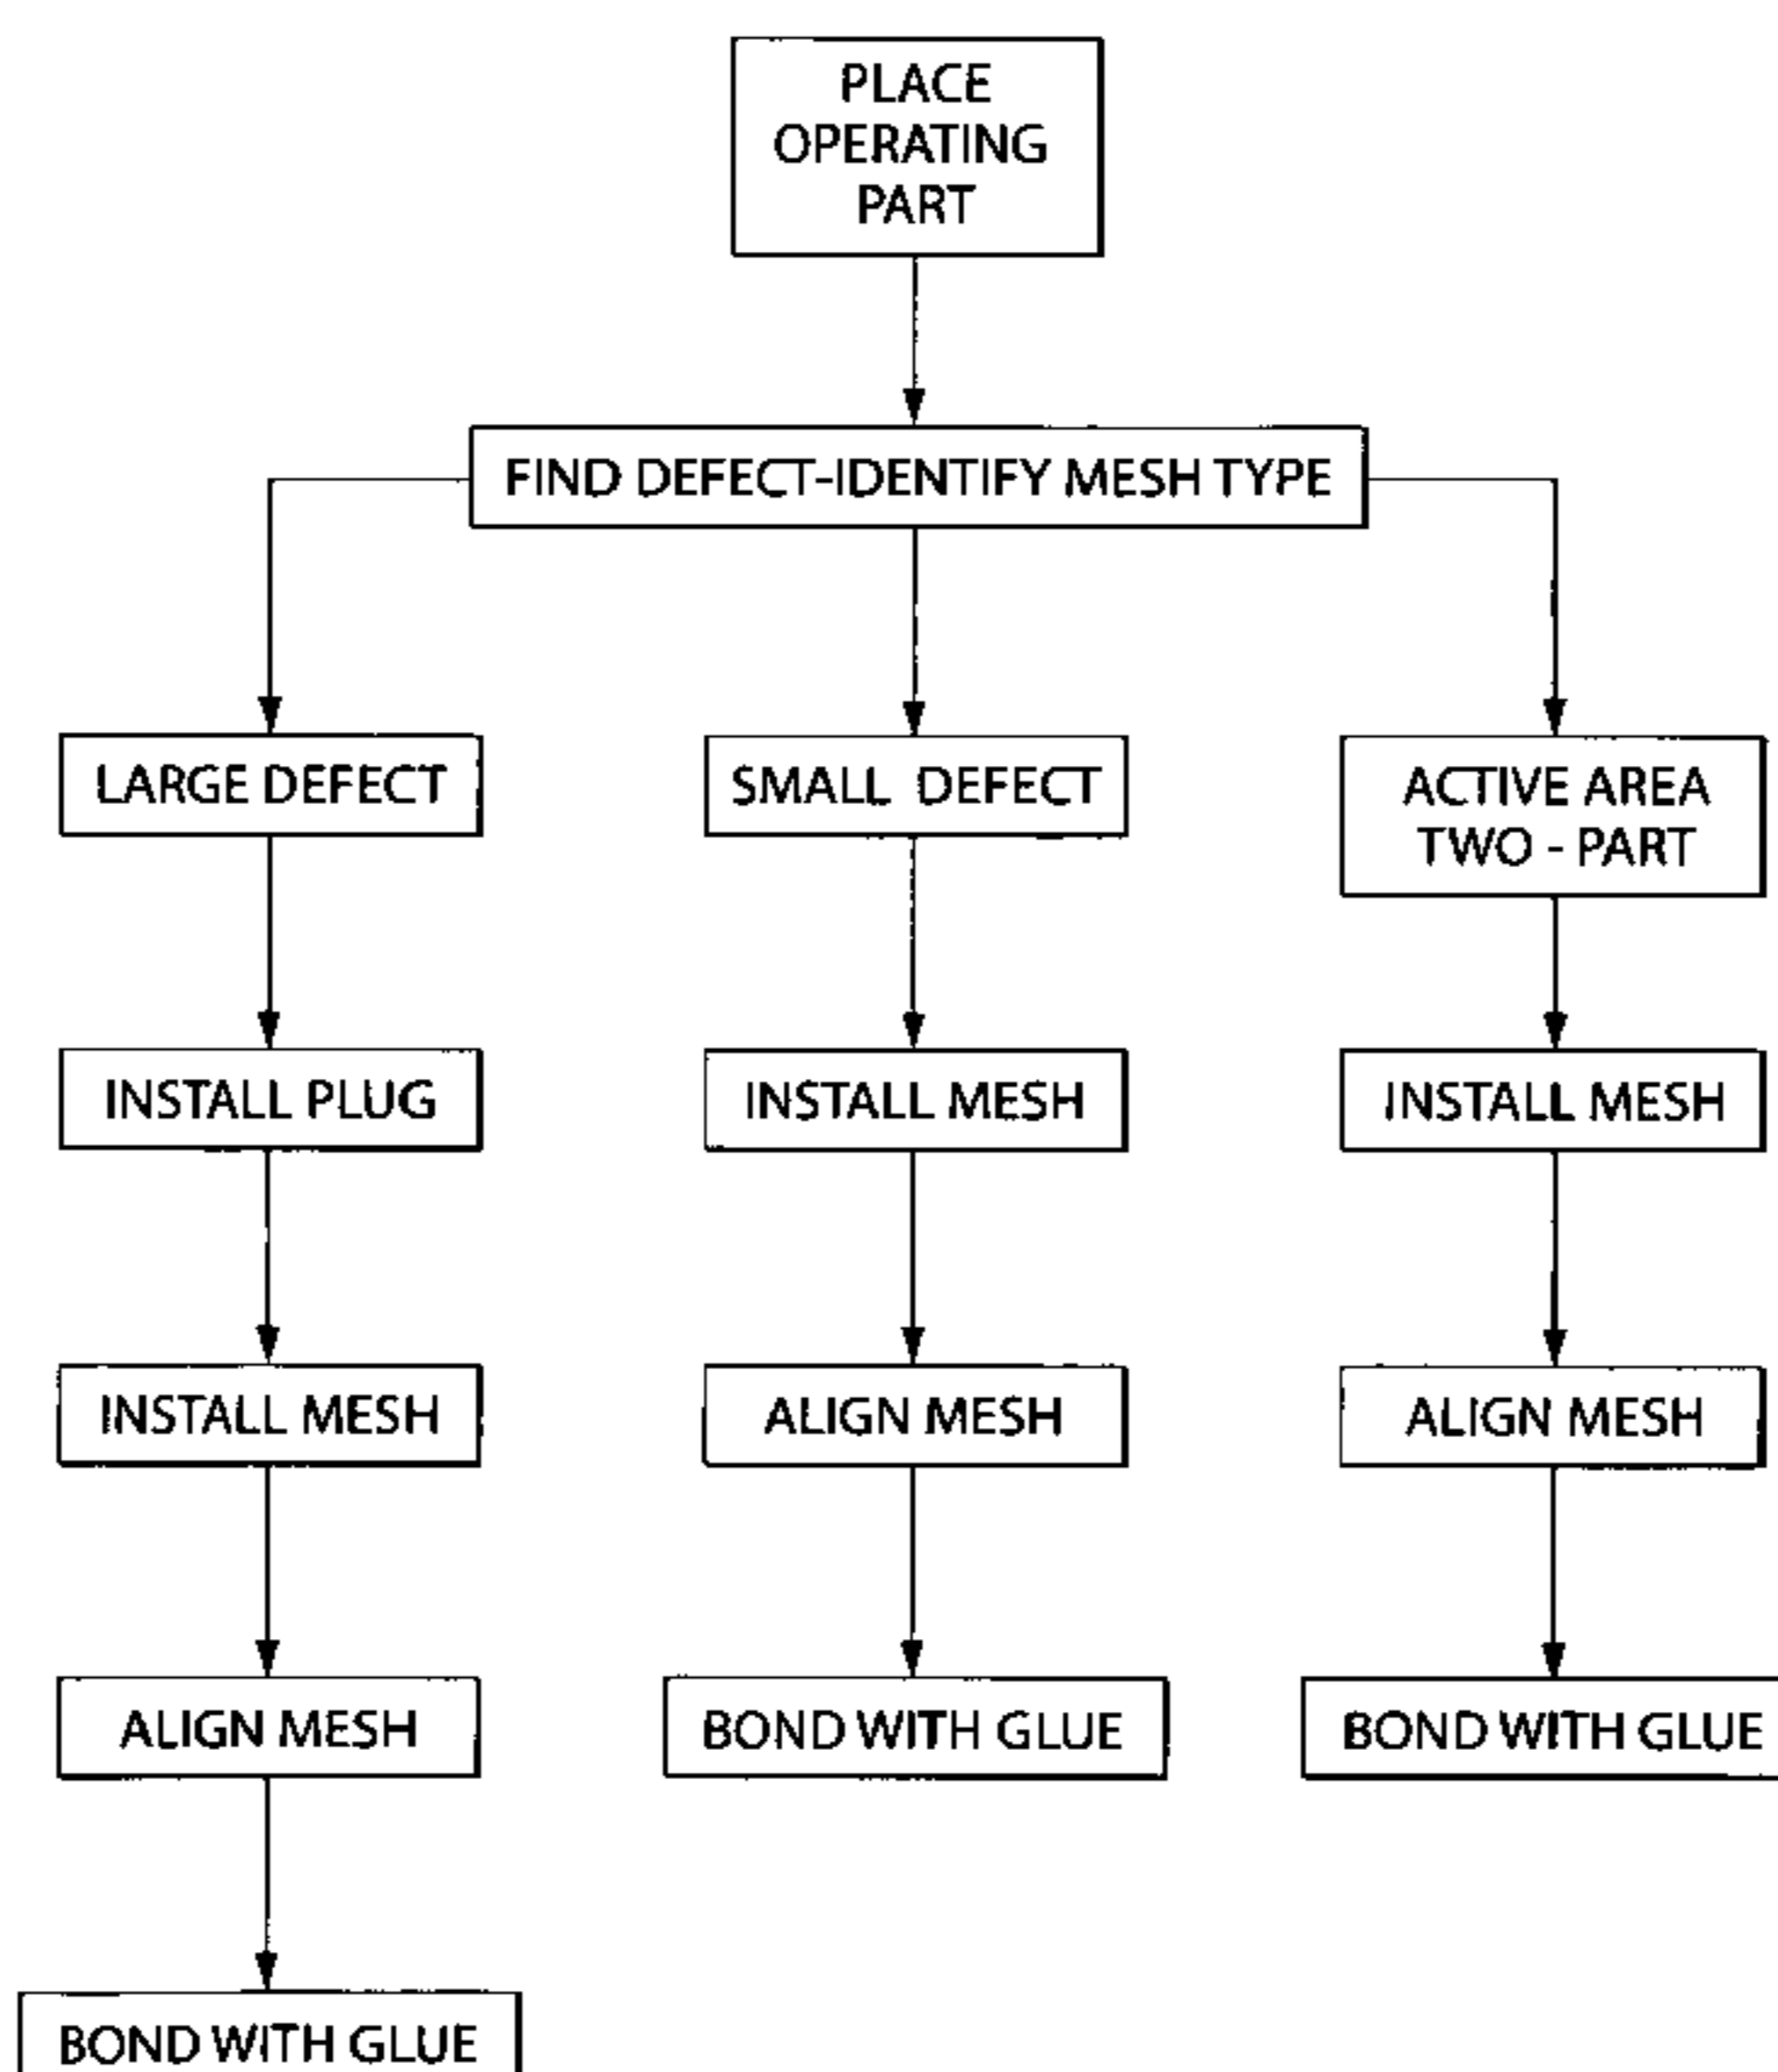 PLACE
OPERATING
PART
FIND DEFECT-IDENTIFY MESH TYPE
LARGE DEFECT
SMALL DEFECT
ACTIVE AREA
TWO - PART
INSTALL PLUG
INSTALL MESH
INSTALL MESH
INSTALL MESH
ALIGN MESH
ALIGN MESH
ALIGN MESH
BOND WITH GLUE
BOND WITH GLUE
BOND WITH GLUE